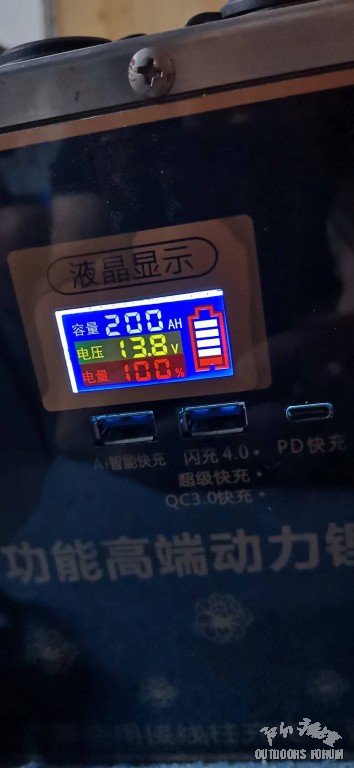 液晶显示
容量 200 AH
电压 13.8 V
电量 100 %
Ai智能快充
闪充 4.0•
超级快充•
QC3.0快充•
PD快充
功能高端动力锂
OUTDOORS FORUM